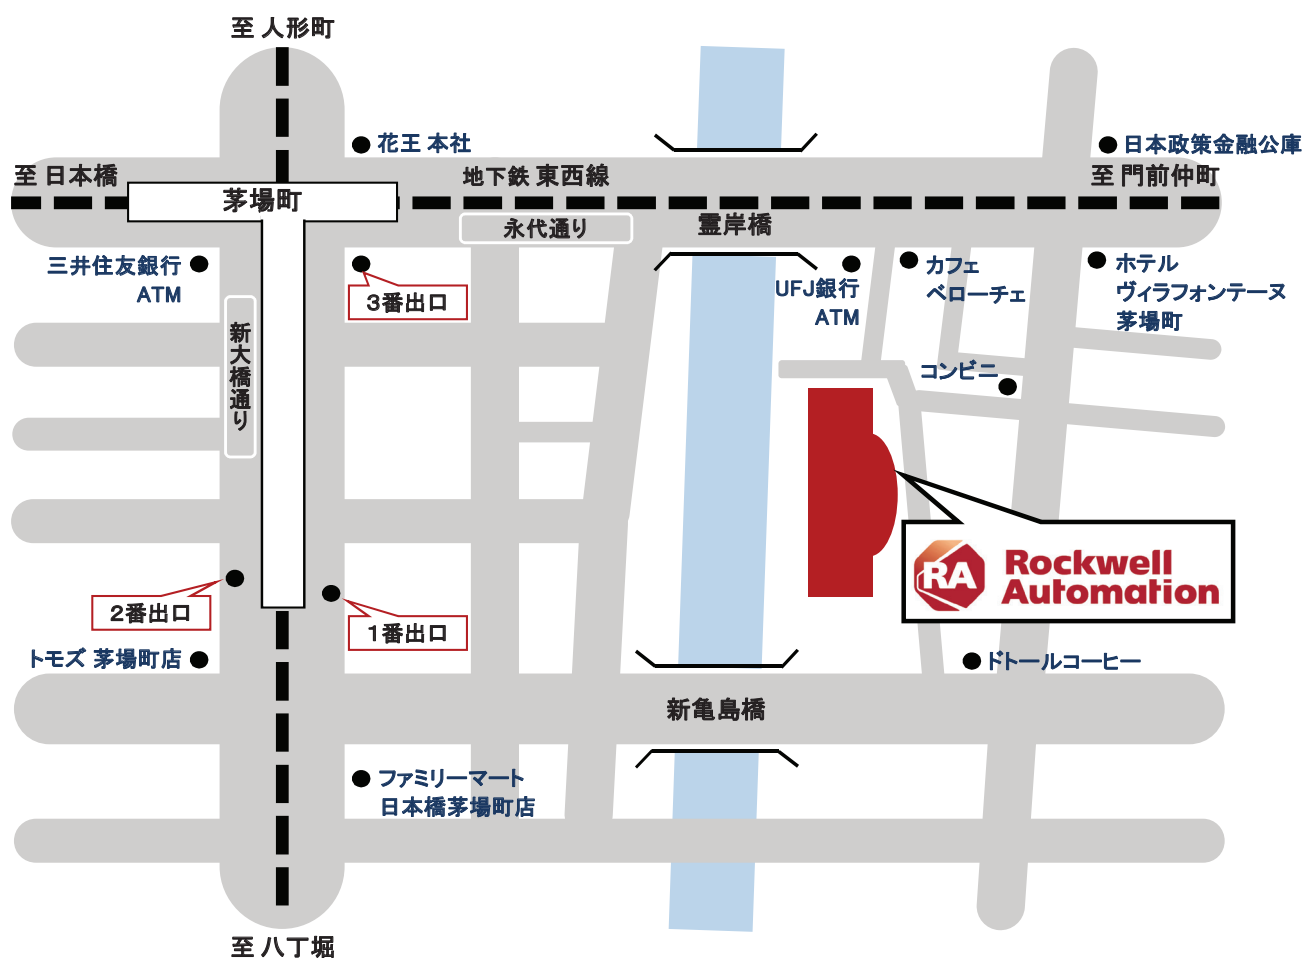 至 人形町
花王 本社
日本政策金融公庫
至 日本橋
地下鉄 東西線
至 門前仲町
茅場町
永代通り
霊岸橋
三井住友銀行
ATM
3番出口
UFJ銀行
ATM
カフェ
ベローチェ
ホテル
ヴィラフォンテーヌ
茅場町
新大橋通り
コンビニ
Rockwell
Automation
RA
2番出口
1番出口
トモズ 茅場町店
ドトールコーヒー
新亀島橋
ファミリーマート
日本橋茅場町店
至 八丁堀